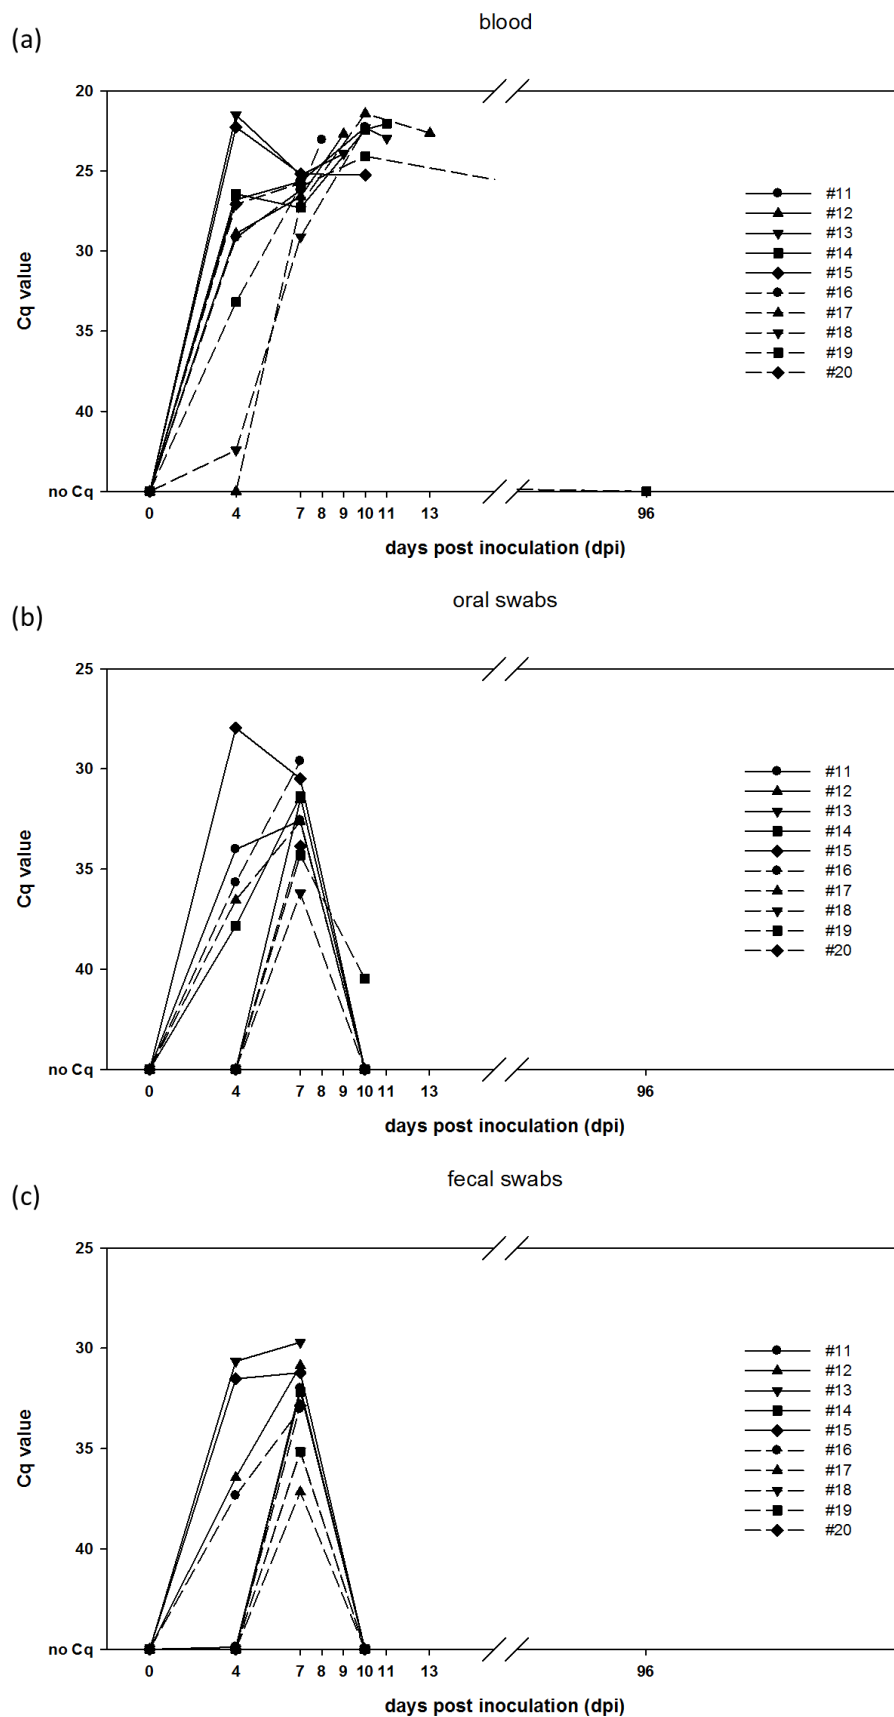 (a)
blood
20
25
30
35
40
no Cq
Cq value
0 4 7 8 9 10 11 13 96
days post inoculation (dpi)
#11
#12
#13
#14
#15
#16
#17
#18
#19
#20
(b)
oral swabs
25
30
35
40
no Cq
Cq value
0 4 7 8 9 10 11 13 96
days post inoculation (dpi)
#11
#12
#13
#14
#15
#16
#17
#18
#19
#20
(c)
fecal swabs
25
30
35
40
no Cq
Cq value
0 4 7 8 9 10 11 13 96
days post inoculation (dpi)
#11
#12
#13
#14
#15
#16
#17
#18
#19
#20